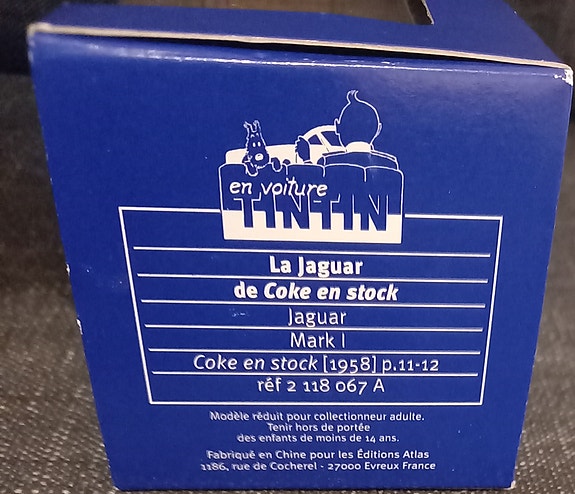 en voiture
TINTIN
La Jaguar
de Coke en stock
Jaguar
Mark I
Coke en stock [1958] p.11-12
réf 2 118 067 A
Modèle réduit pour collectionneur adulte.
Tenir hors de portée
des enfants de moins de 14 ans.
Fabriqué en Chine pour les Éditions Atlas
1186, rue de Cocherel - 27000 Evreux France